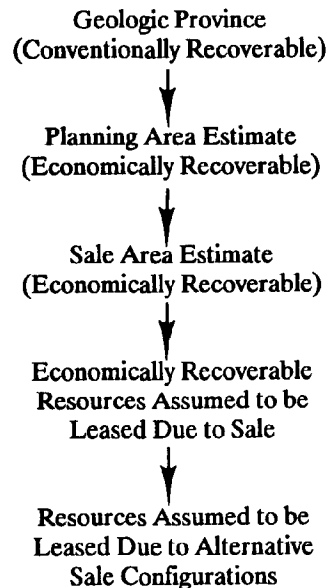 Geologic Province
(Conventionally Recoverable)
Planning Area Estimate
(Economically Recoverable)
Sale Area Estimate
(Economically Recoverable)
Economically Recoverable
Resources Assumed to be
Leased Due to Sale
Resources Assumed to be
Leased Due to Alternative
Sale Configurations